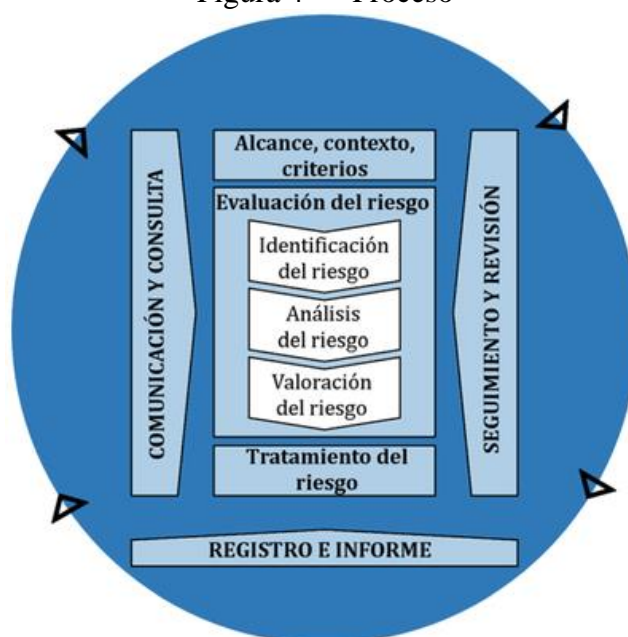 Figura 4 — Proceso
Alcance, contexto,
criterios
Evaluación del riesgo
Identificación
del riesgo
Análisis
del riesgo
Valoración
del riesgo
Tratamiento del
riesgo
COMUNICACIÓN Y CONSULTA
SEGUIMIENTO Y REVISIÓN
REGISTRO E INFORME